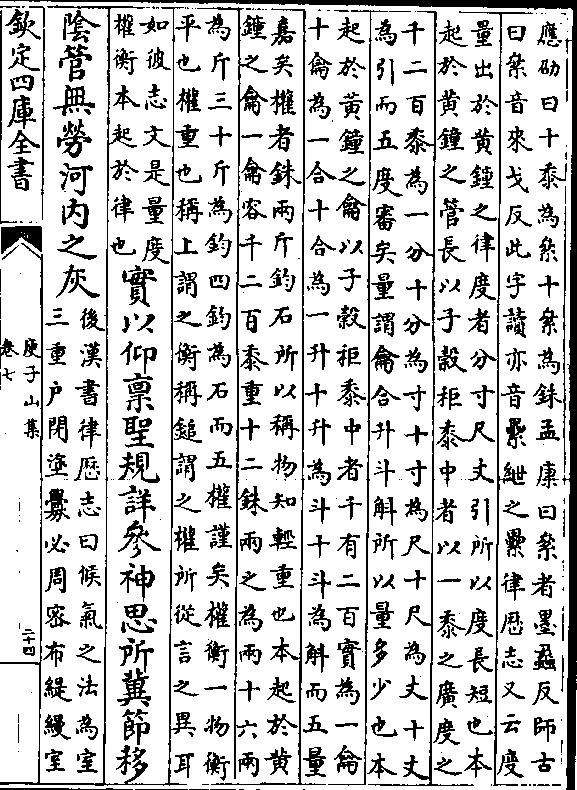 應劭曰十黍為絫十絫為銖孟康曰絫者墨蟲反師古
曰絫音來戈反此字讀亦音纍紲之纍律歴志又云度
量出於黄鍾之律度者分寸尺丈引所以度長短也本
起於黄鐘之管長以子穀秬黍中者以一黍之廣度之
千二百黍為一分十分為寸十寸為尺十尺為丈十丈
為引而五度審矣量謂龠合升斗斛所以量多少也本
起於黄鐘之龠以子穀秬黍中者千有二百實為一龠
十龠為一合十合為一升十升為斗十斗為斛而五量
嘉矣權者銖兩斤鈞石所以稱物知輕重也本起於黄
鍾之龠一龠容千二百黍重十二銖兩之為兩十六兩
為斤三十斤為鈞四鈞為石而五權謹矣權衡一物衡
平也權重也稱上謂之衡稱鎚謂之權所從言之異耳
如彼志文是量度
權衡本起於律也
實以仰禀聖規詳參神思所冀節移
陰管無勞河内之灰
後漢書律歴志曰候氣之法為室
三重户閉塗釁必周密布緹縵室
欽定四庫全書
庾子山集
卷七
二十四